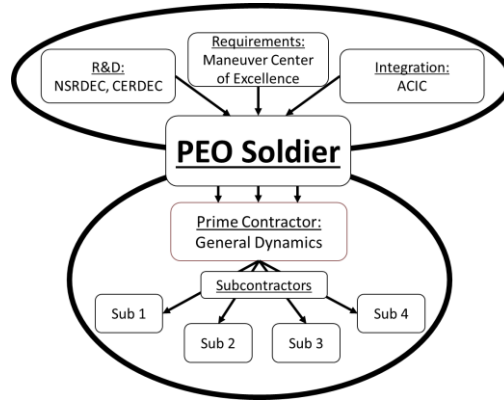 R&D:
NSRDEC, CERDEC
Requirements:
Maneuver Center
of Excellence
Integration:
ACIC
PEO Soldier
Prime Contractor:
General Dynamics
Subcontractors
Sub 1
Sub 2
Sub 3
Sub 4